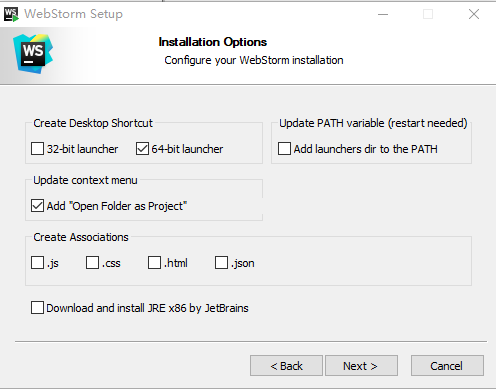 WebStorm Setup
WS
Installation Options
Configure your WebStorm installation
Create Desktop Shortcut
32-bit launcher
64-bit launcher
Update PATH variable (restart needed)
Add launchers dir to the PATH
Update context menu
Add "Open Folder as Project"
Create Associations
.js
.css
.html
.json
Download and install JRE x86 by JetBrains
< Back
Next >
Cancel